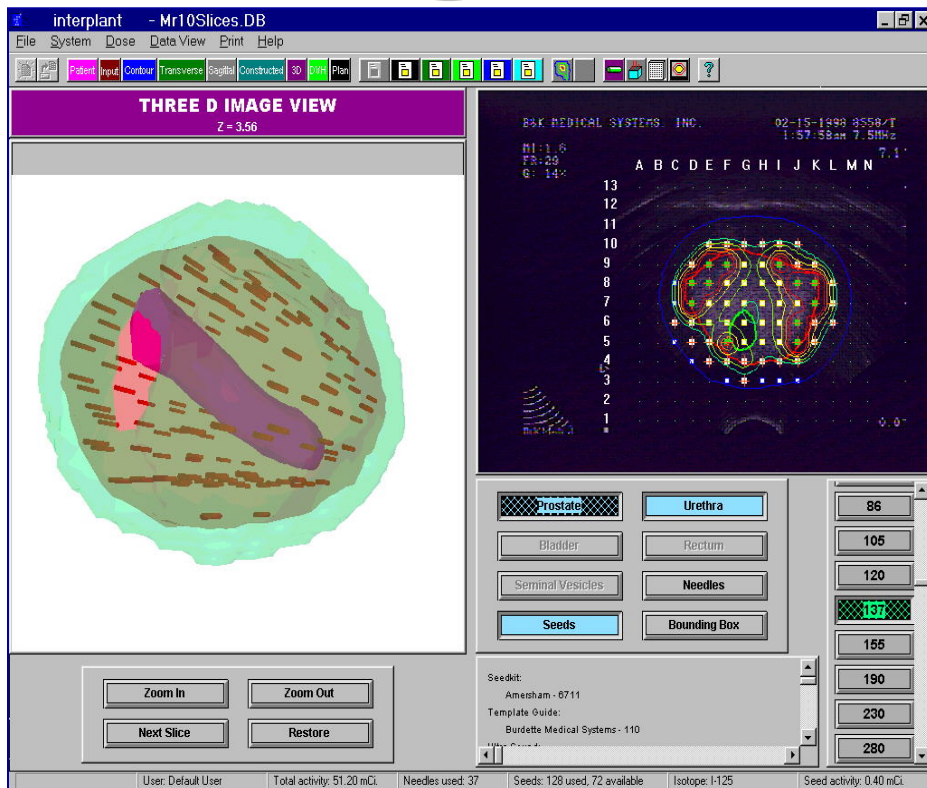 interplant - Mr10Slices.DB
File System Dose Data View Print Help
Patient Input Contour Transverse Sagittal Constructed 3D DVH Plan
THREE D IMAGE VIEW
Z = 3.56
B&K MEDICAL SYSTEMS. INC. 02-15-1998 8558/T
1:57:58am 7.5MHz
MI:1.6
FR:29
G: 14%
7.1
A B C D E F G H I J K L M N
13
12
11
10
9
8
7
6
5
4
3
2
1
0.0
Prostate Urethra
Bladder Rectum
Seminal Vesicles Needles
Seeds Bounding Box
86
105
120
137
155
190
230
280
Seedkit:
Amersham - 6711
Template Guide:
Burdette Medical Systems - 110
Zoom In Zoom Out
Next Slice Restore
User: Default User Total activity: 51.20 mCi. Needles used: 37 Seeds: 128 used, 72 available Isotope: I-125 Seed activity: 0.40 mCi.